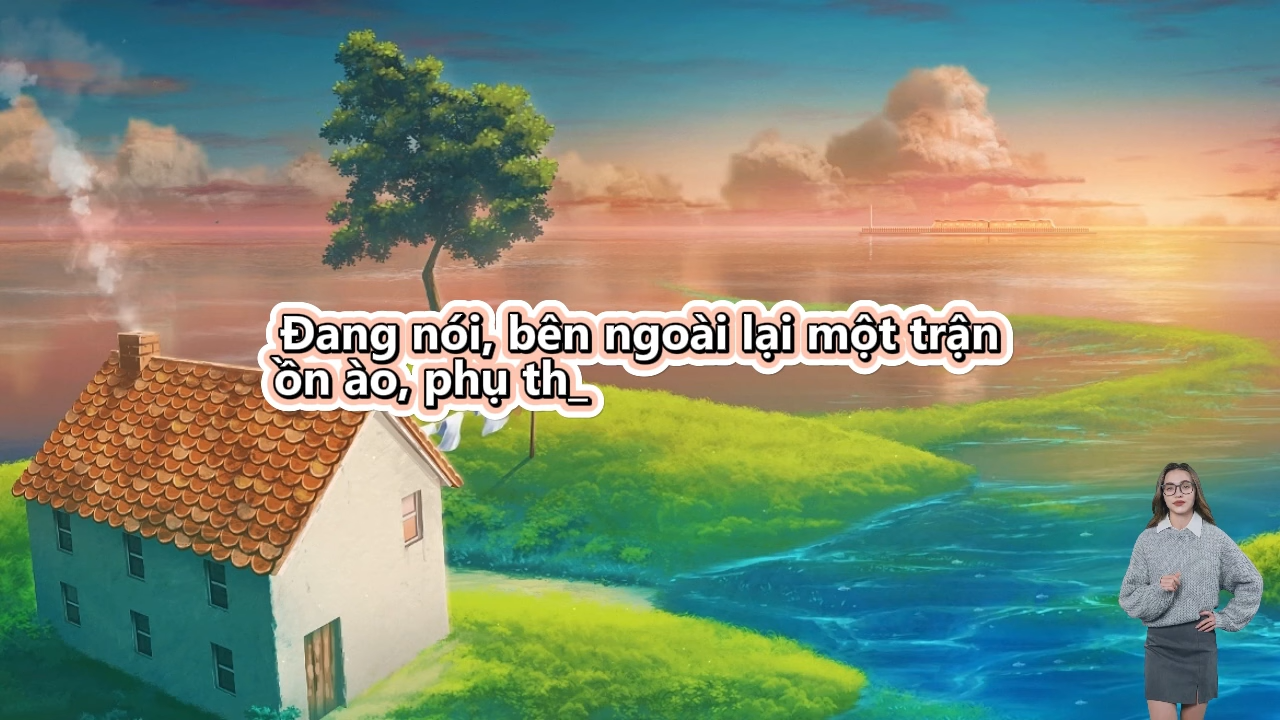 Đang nói, bên ngoài lại một trận
ồn ào, phụ th_